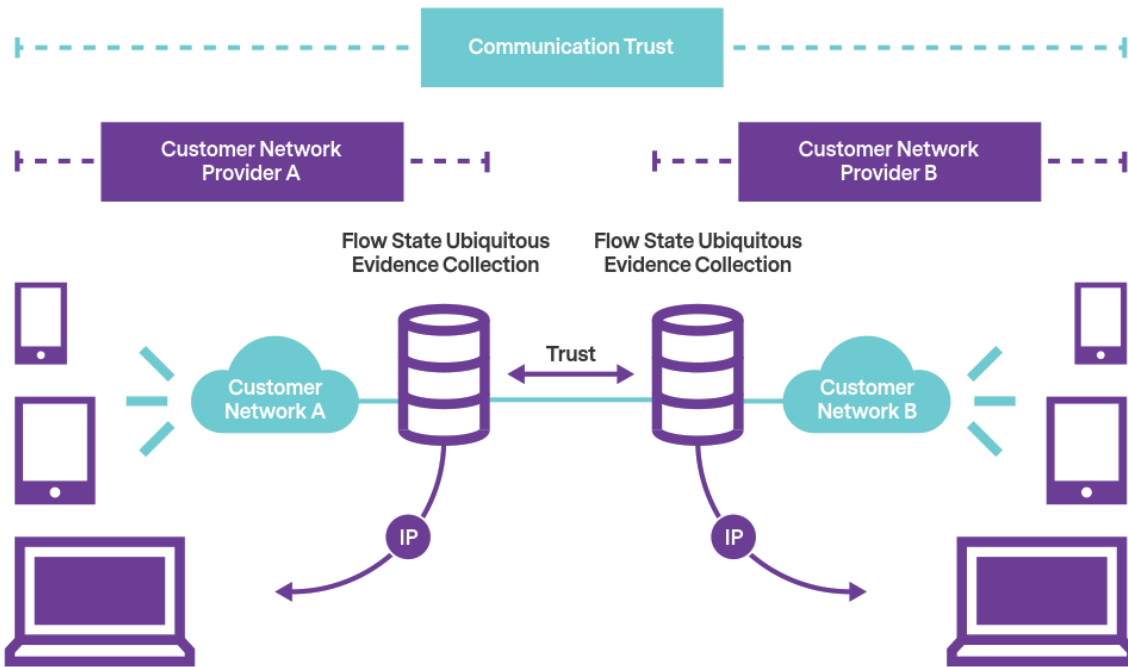 Communication Trust
Customer Network
Provider A
Customer Network
Provider B
Flow State Ubiquitous
Evidence Collection
Flow State Ubiquitous
Evidence Collection
Trust
Customer
Network A
Customer
Network B
IP
IP